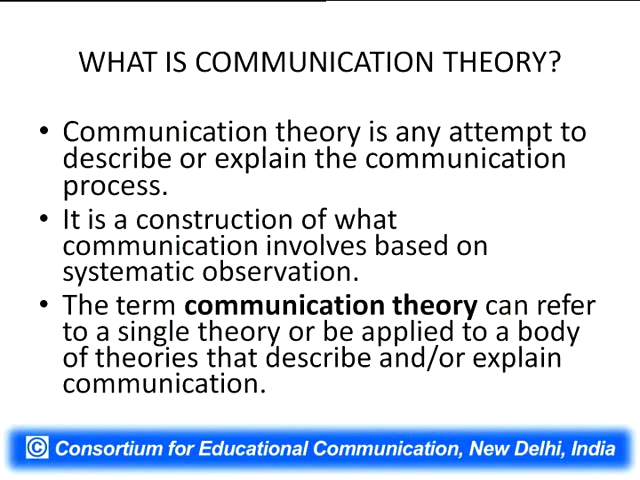 WHAT IS COMMUNICATION THEORY?
• Communication theory is any attempt to
describe or explain the communication
process.
• It is a construction of what
communication involves based on
systematic observation.
• The term communication theory can refer
to a single theory or be applied to a body
of theories that describe and/or explain
communication.
© Consortium for Educational Communication, New Delhi, India